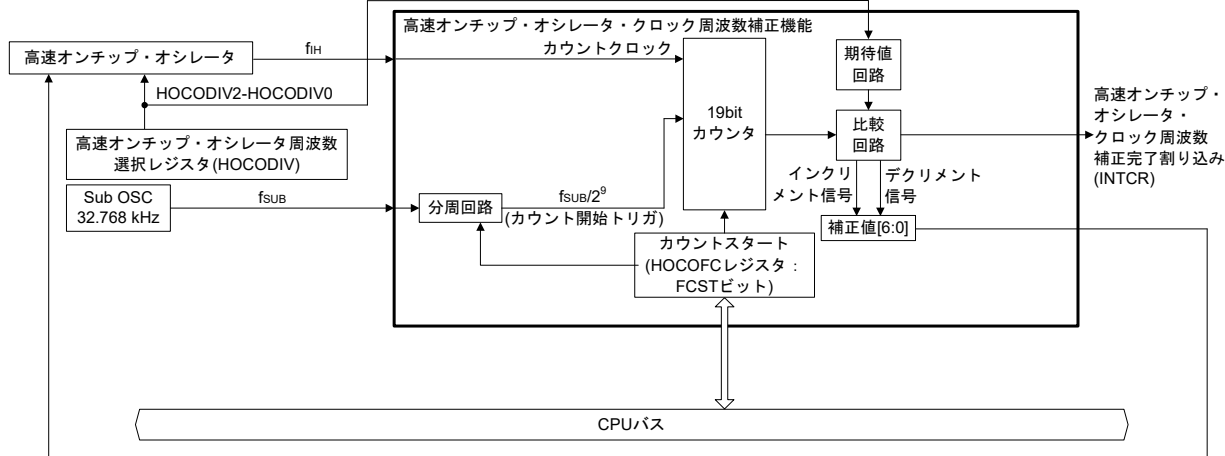 高速オンチップ・オシレータ・クロック周波数補正機能
高速オンチップ・オシレータ
fIH
カウントクロック
HOCODIV2-HOCODIV0
高速オンチップ・オシレータ周波数
選択レジスタ(HOCODIV)
Sub OSC
32.768 kHz
fSUB
分周回路
fSUB/2⁹
(カウント開始トリガ)
19bit
カウンタ
期待値
回路
比較
回路
インクリ
メント信号
デクリメント
信号
補正値[6:0]
カウントスタート
(HOCOFCレジスタ：
FCSTビット)
高速オンチップ・
オシレータ・
クロック周波数
補正完了割り込み
(INTCR)
CPUバス